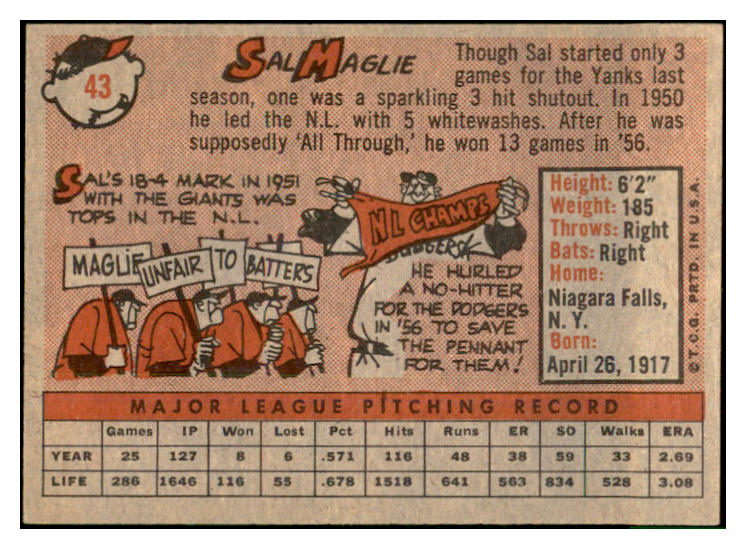 43
SAL MAGLIE
Though Sal started only 3
games for the Yanks last
season, one was a sparkling 3 hit shutout. In 1950
he led the N.L. with 5 whitewashes. After he was
supposedly 'All Through,' he won 13 games in '56.
SAL'S 18-4 MARK IN 1951
WITH THE GIANTS WAS
TOPS IN THE N.L.
MAGLIE UNFAIR TO BATTERS
N L CHAMPS
DODGERS
HE HURLED
A NO-HITTER
FOR THE DODGERS
IN '56 TO SAVE
THE PENNANT
FOR THEM!
Height: 6'2"
Weight: 185
Throws: Right
Bats: Right
Home:
Niagara Falls,
N. Y.
Born:
April 26, 1917
© T.C.G. PRTD. IN U.S.A.
MAJOR LEAGUE PITCHING RECORD
Games IP Won Lost Pct Hits Runs ER SO Walks ERA
YEAR 25 127 8 6 .571 116 48 38 59 33 2.69
LIFE 286 1646 116 55 .678 1518 641 563 834 528 3.08